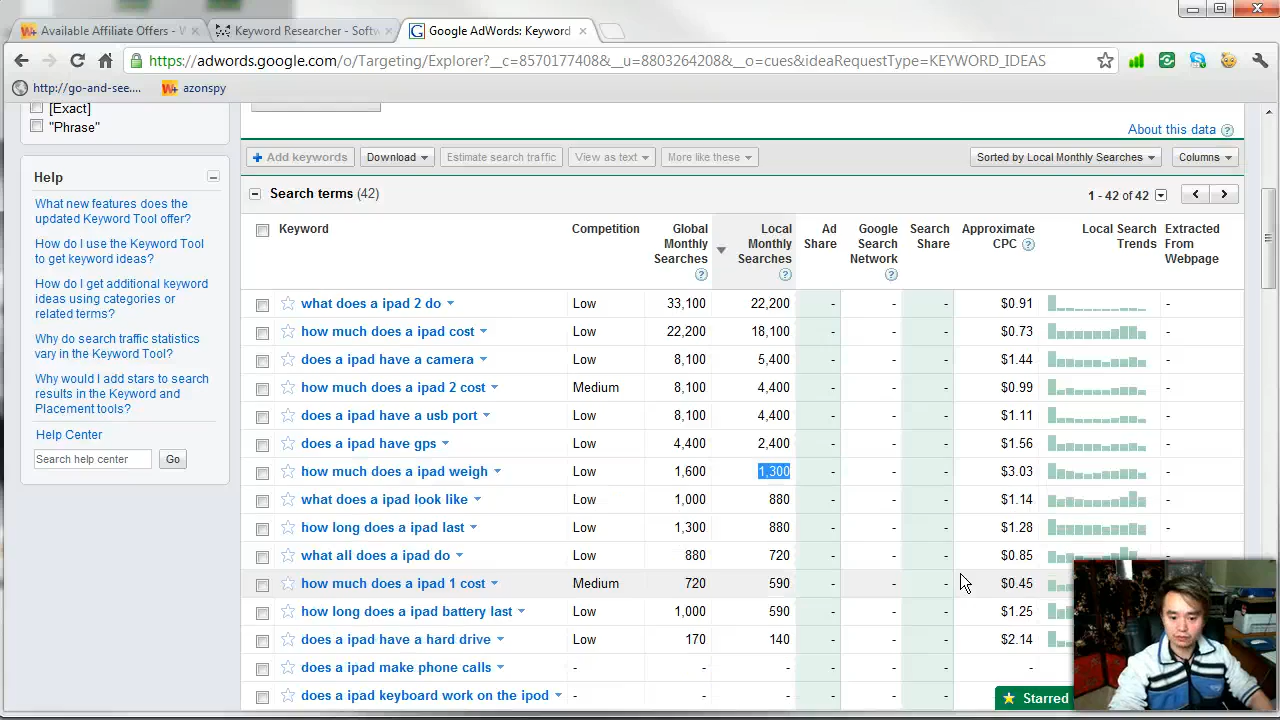 Available Affiliate Offers - W
Keyword Researcher - Softw
Google AdWords: Keyword
https://adwords.google.com/o/Targeting/Explorer?__c=8570177408&__u=8803264208&__o=cues&ideaRequestType=KEYWORD_IDEAS
http://go-and-see....
azonspy
[Exact]
"Phrase"
About this data
Add keywords
Download
Estimate search traffic
View as text
More like these
Sorted by Local Monthly Searches
Columns
Help
What new features does the
updated Keyword Tool offer?
How do I use the Keyword Tool
to get keyword ideas?
How do I get additional keyword
ideas using categories or
related terms?
Why do search traffic statistics
vary in the Keyword Tool?
Why would I add stars to search
results in the Keyword and
Placement tools?
Help Center
Search help center
Go
Search terms (42)
1 - 42 of 42
Keyword Competition Global Monthly Searches Local Monthly Searches Ad Share Google Search Network Search Share Approximate CPC Local Search Trends Extracted From Webpage
what does a ipad 2 do Low 33,100 22,200 - - - $0.91 -
how much does a ipad cost Low 22,200 18,100 - - - $0.73 -
does a ipad have a camera Low 8,100 5,400 - - - $1.44 -
how much does a ipad 2 cost Medium 8,100 4,400 - - - $0.99 -
does a ipad have a usb port Low 8,100 4,400 - - - $1.11 -
does a ipad have gps Low 4,400 2,400 - - - $1.56 -
how much does a ipad weigh Low 1,600 1,300 - - - $3.03 -
what does a ipad look like Low 1,000 880 - - - $1.14 -
how long does a ipad last Low 1,300 880 - - - $1.28 -
what all does a ipad do Low 880 720 - - - $0.85 -
how much does a ipad 1 cost Medium 720 590 - - - $0.45
how long does a ipad battery last Low 1,000 590 - - - $1.25
does a ipad have a hard drive Low 170 140 - - - $2.14
does a ipad make phone calls - - - - - - -
does a ipad keyboard work on the ipod - - - - - -
Starred